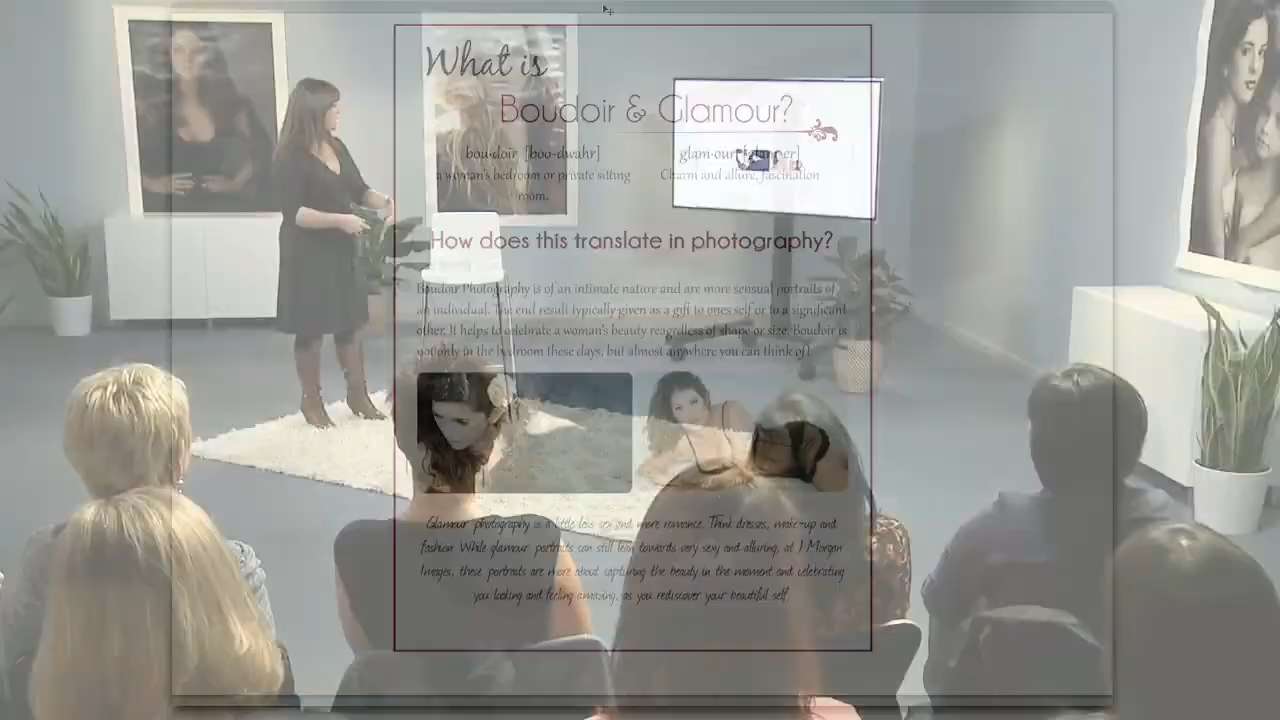 What is
Boudoir & Glamour?
bou·doir [boo-dwahr] glam·our
a woman's bedroom or private sitting Charm and allure, fascination
room.
How does this translate in photography?
Boudoir Photography is of an intimate nature and are more sensual portraits of
an individual. The end result typically given as a gift to ones self or to a significant
other. It helps to celebrate a woman's beauty reagrdless of shape or size. Boudoir is
not only in the bedroom these days, but almost anywhere you can think of!
Glamour photography is a little less sex and more romance. Think dresses, make-up and
fashion. While glamour portraits can still lean towards very sexy and alluring, at J Morgan
Images, these portraits are more about capturing the beauty in the moment and celebrating
you looking and feeling amazing, as you rediscover your beautiful self.